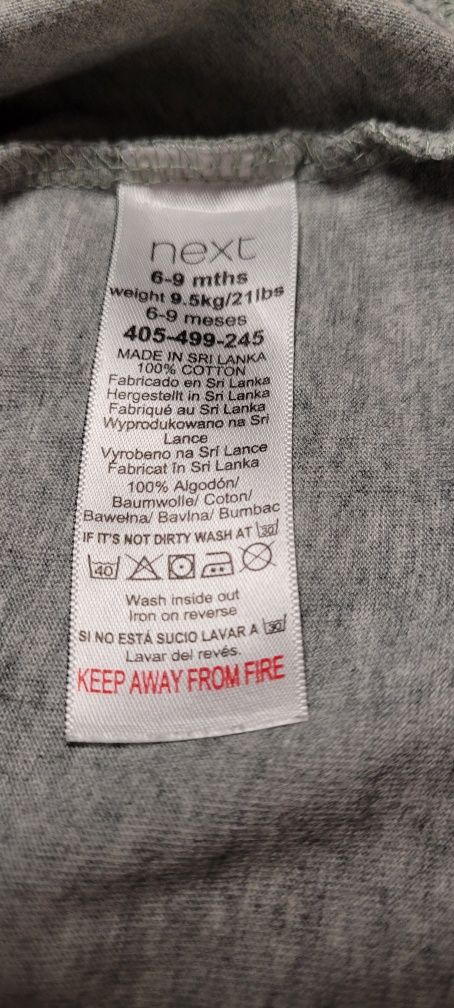 next
6-9 mths
weight 9.5kg/21lbs
6-9 meses
405-499-245
MADE IN SRI LANKA
100% COTTON
Fabricado en Sri Lanka
Hergestellt in Sri Lanka
Fabriqué au Sri Lanka
Wyprodukowano na Sri
Lance
Vyrobeno na Srí Lance
Fabricat în Sri Lanka
100% Algodón/
Baumwolle/ Coton/
Bawełna/ Bavlna/ Bumbac
IF IT'S NOT DIRTY WASH AT 30
40
Wash inside out
Iron on reverse
SI NO ESTÁ SUCIO LAVAR A 30
Lavar del revés.
KEEP AWAY FROM FIRE